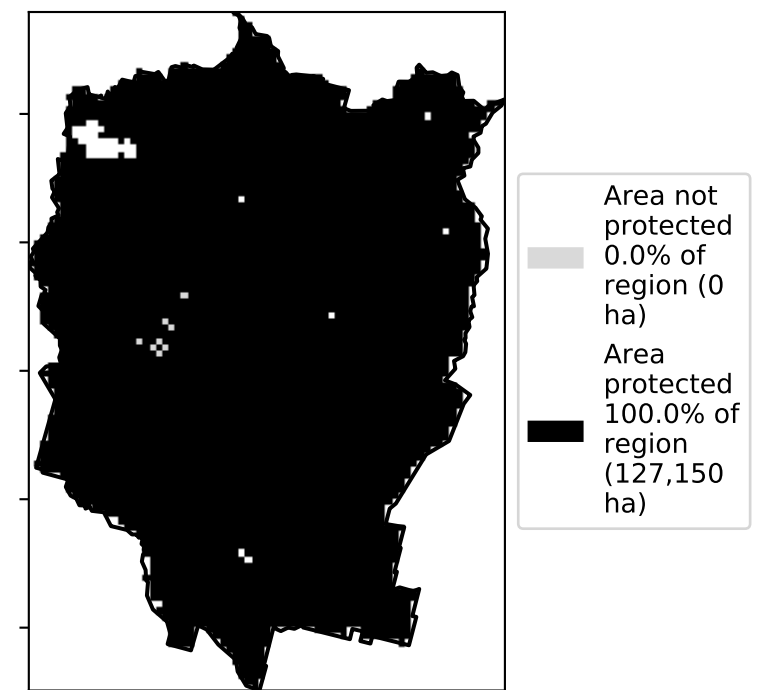 Area not
protected
0.0% of
region (0
ha)
Area
protected
100.0% of
region
(127,150
ha)